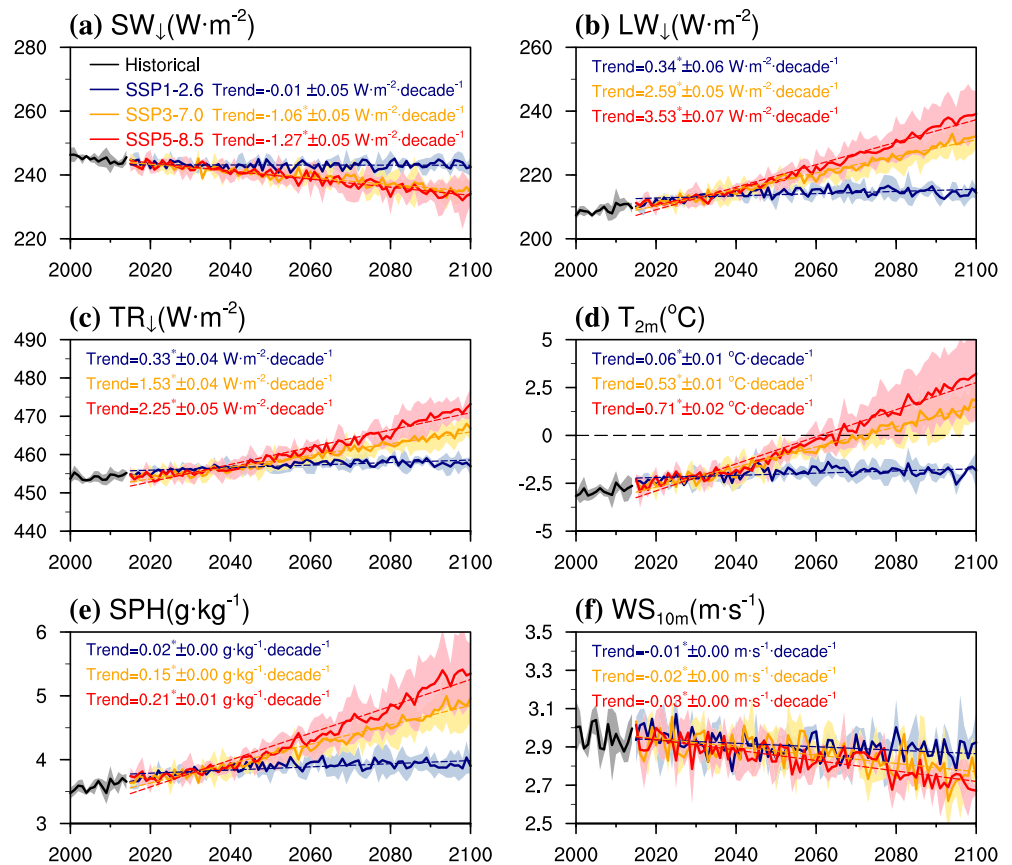 (a) SW↓(W·m⁻²)
280
260
240
220
Historical
SSP1-2.6 Trend=-0.01 ±0.05 W·m⁻²·decade⁻¹
SSP3-7.0 Trend=-1.06*±0.05 W·m⁻²·decade⁻¹
SSP5-8.5 Trend=-1.27*±0.05 W·m⁻²·decade⁻¹
2000 2020 2040 2060 2080 2100
(b) LW↓(W·m⁻²)
260
240
220
200
Trend=0.34*±0.06 W·m⁻²·decade⁻¹
Trend=2.59*±0.05 W·m⁻²·decade⁻¹
Trend=3.53*±0.07 W·m⁻²·decade⁻¹
2000 2020 2040 2060 2080 2100
(c) TR↓(W·m⁻²)
490
480
470
460
450
440
Trend=0.33*±0.04 W·m⁻²·decade⁻¹
Trend=1.53*±0.04 W·m⁻²·decade⁻¹
Trend=2.25*±0.05 W·m⁻²·decade⁻¹
2000 2020 2040 2060 2080 2100
(d) T₂ₘ(°C)
5
2.5
0
-2.5
-5
Trend=0.06*±0.01 °C·decade⁻¹
Trend=0.53*±0.01 °C·decade⁻¹
Trend=0.71*±0.02 °C·decade⁻¹
2000 2020 2040 2060 2080 2100
(e) SPH(g·kg⁻¹)
6
5
4
3
Trend=0.02*±0.00 g·kg⁻¹·decade⁻¹
Trend=0.15*±0.00 g·kg⁻¹·decade⁻¹
Trend=0.21*±0.01 g·kg⁻¹·decade⁻¹
2000 2020 2040 2060 2080 2100
(f) WS₁₀ₘ(m·s⁻¹)
3.5
3.3
3.1
2.9
2.7
2.5
Trend=-0.01*±0.00 m·s⁻¹·decade⁻¹
Trend=-0.02*±0.00 m·s⁻¹·decade⁻¹
Trend=-0.03*±0.00 m·s⁻¹·decade⁻¹
2000 2020 2040 2060 2080 2100